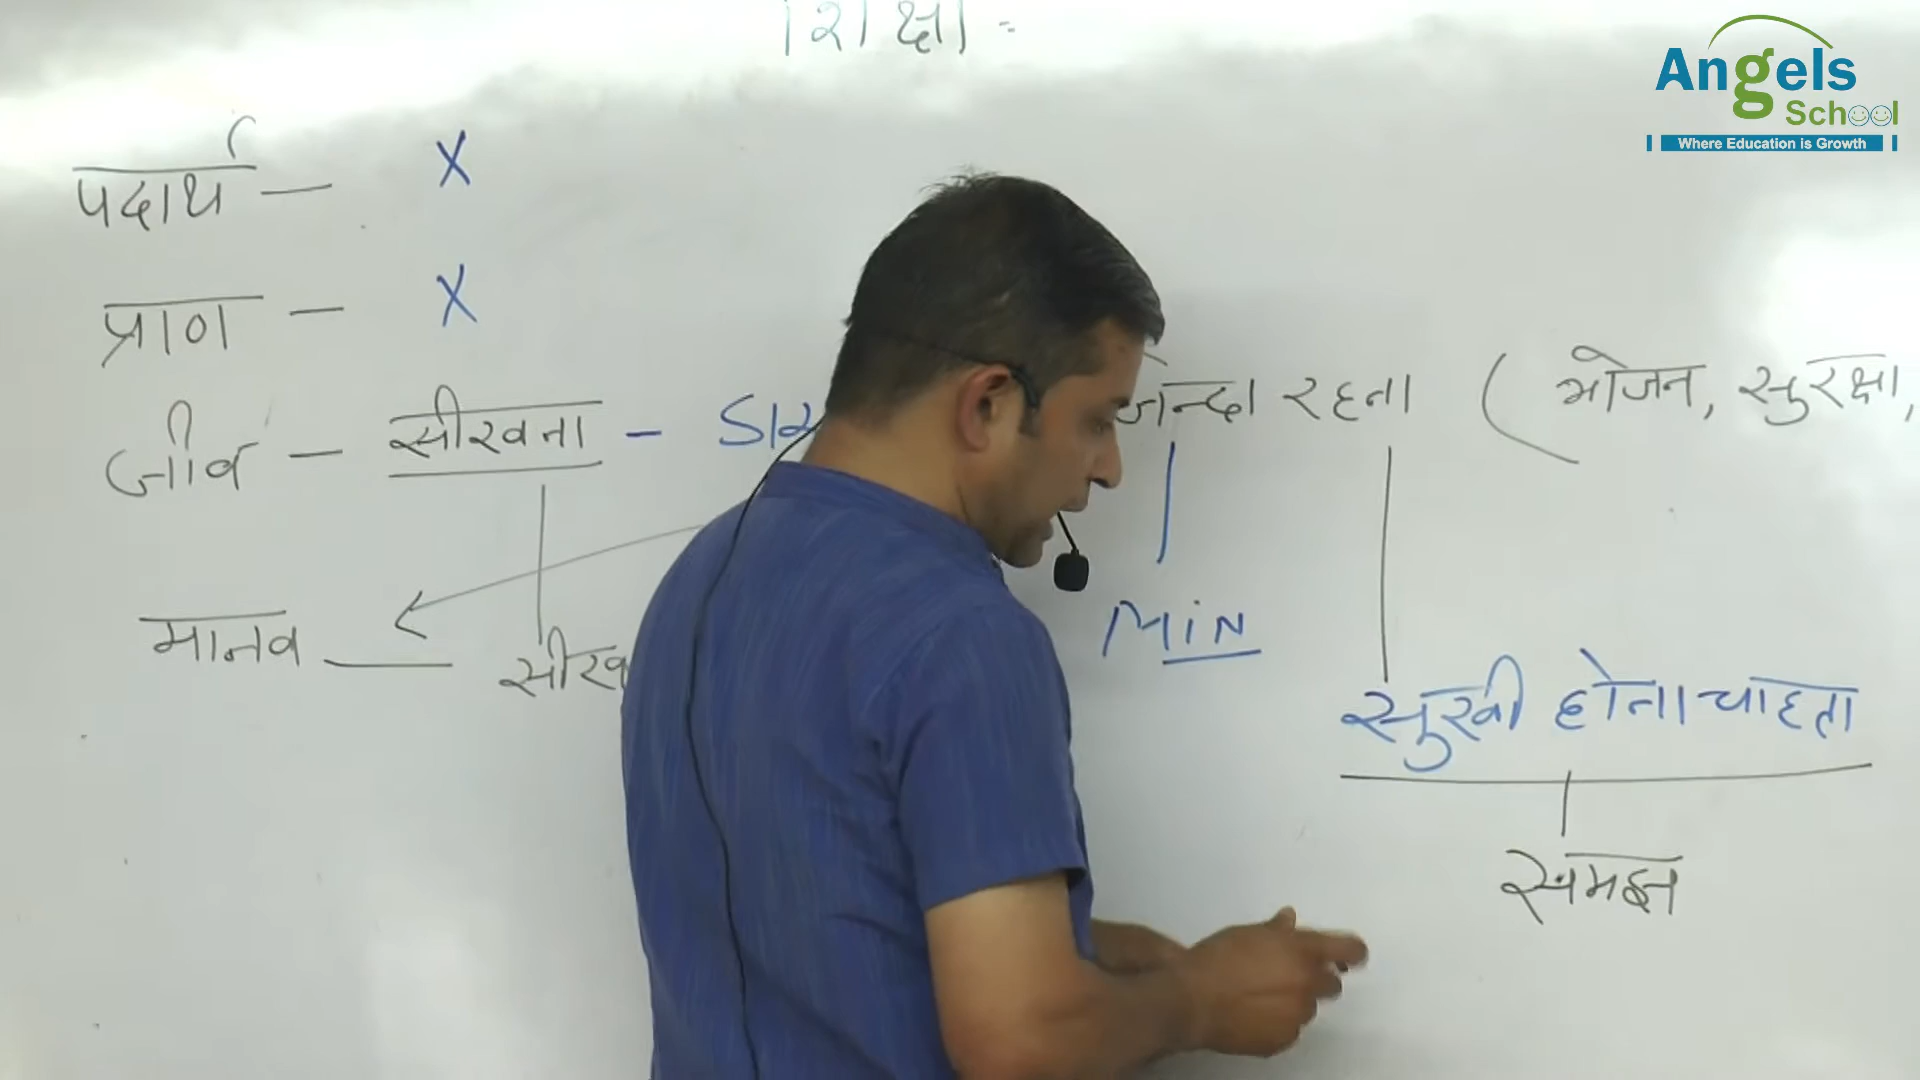 शिक्षा =
Angels
School
Where Education is Growth
पदार्थ — X
प्राण — X
जीव — सीखना — रहना ( भोजन, सुरक्षा,
मानव —
MiN
सुखी होना चाहता
समझ